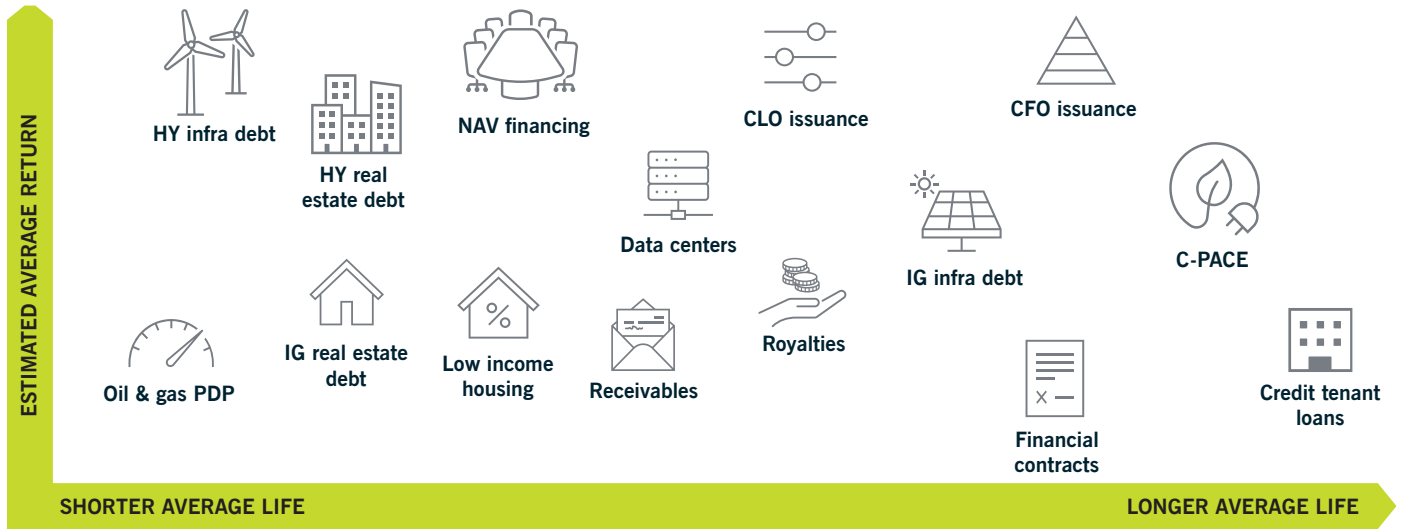 ESTIMATED AVERAGE RETURN
HY infra debt
HY real
estate debt
NAV financing
CLO issuance
CFO issuance
Data centers
IG infra debt
C-PACE
Oil & gas PDP
IG real estate
debt
Low income
housing
Receivables
Royalties
Financial
contracts
Credit tenant
loans
SHORTER AVERAGE LIFE
LONGER AVERAGE LIFE